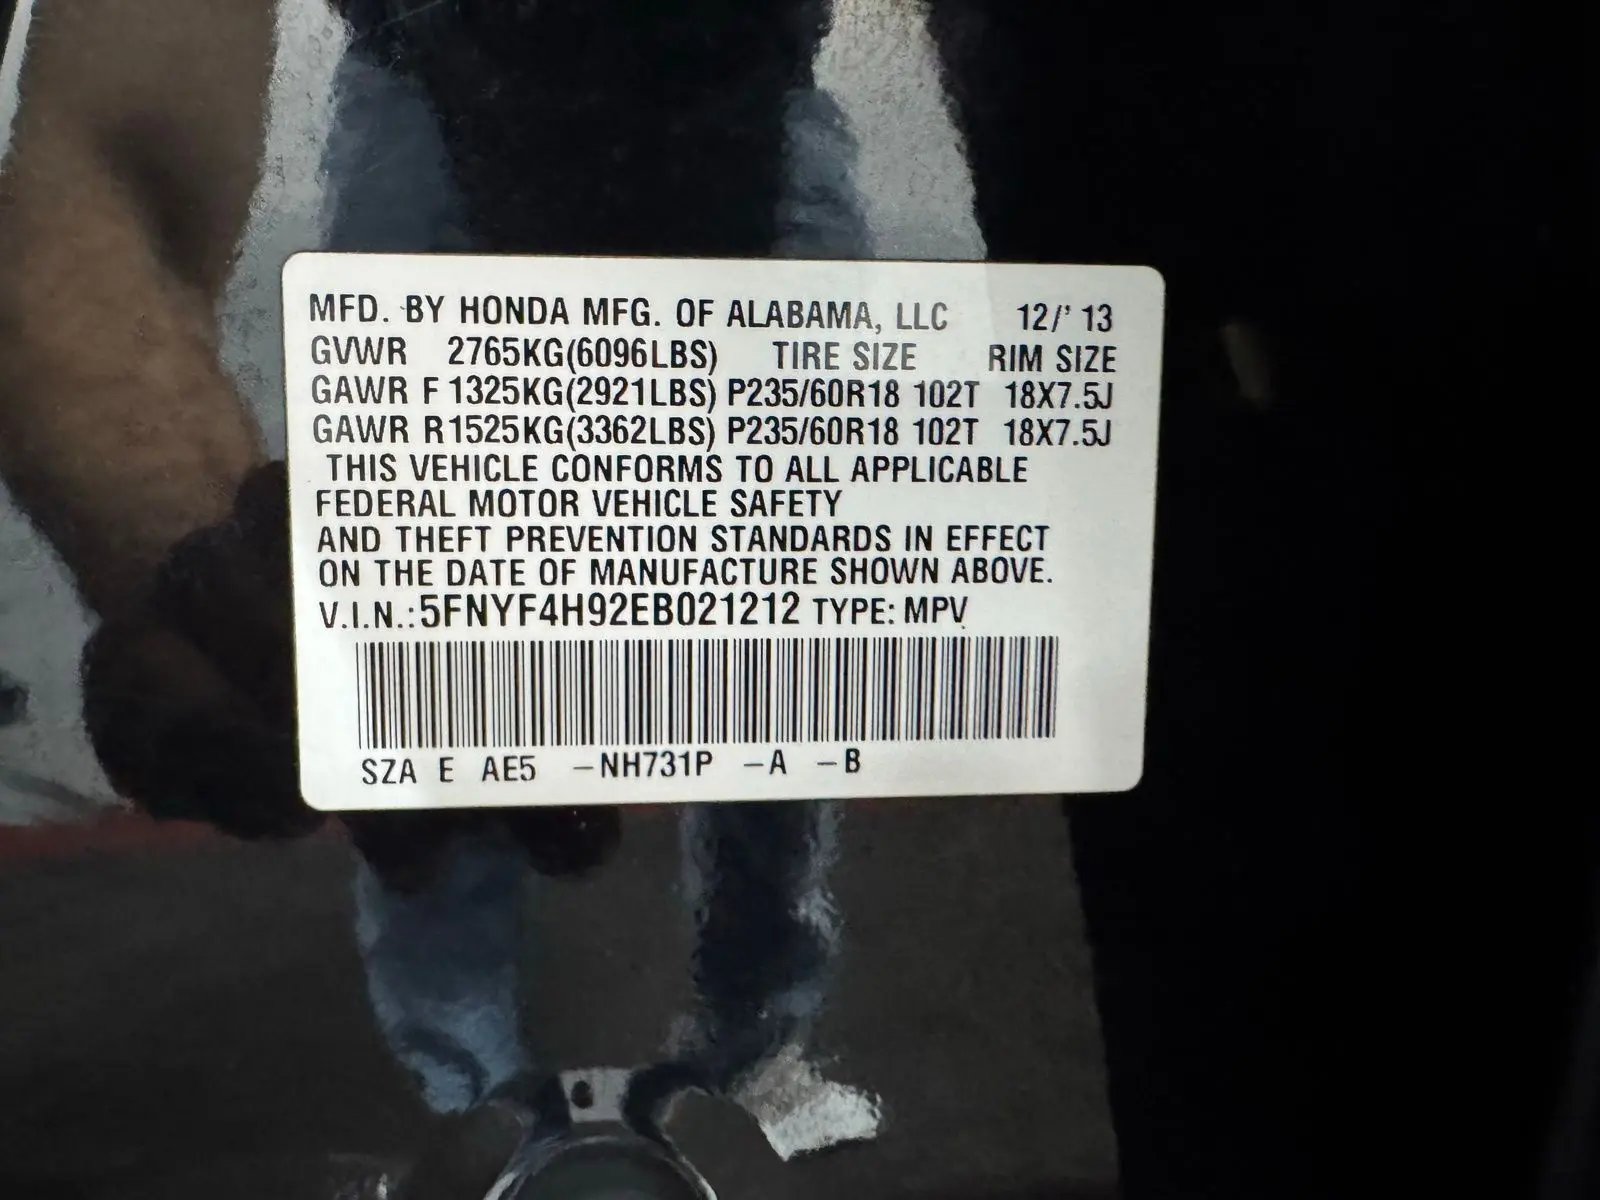 MFD. BY HONDA MFG. OF ALABAMA, LLC 12/' 13
GVWR 2765KG(6096LBS) TIRE SIZE RIM SIZE
GAWR F 1325KG(2921LBS) P235/60R18 102T 18X7.5J
GAWR R1525KG(3362LBS) P235/60R18 102T 18X7.5J
THIS VEHICLE CONFORMS TO ALL APPLICABLE
FEDERAL MOTOR VEHICLE SAFETY
AND THEFT PREVENTION STANDARDS IN EFFECT
ON THE DATE OF MANUFACTURE SHOWN ABOVE.
V.I.N.:5FNYF4H92EB021212 TYPE: MPV
SZA E AE5 -NH731P -A -B